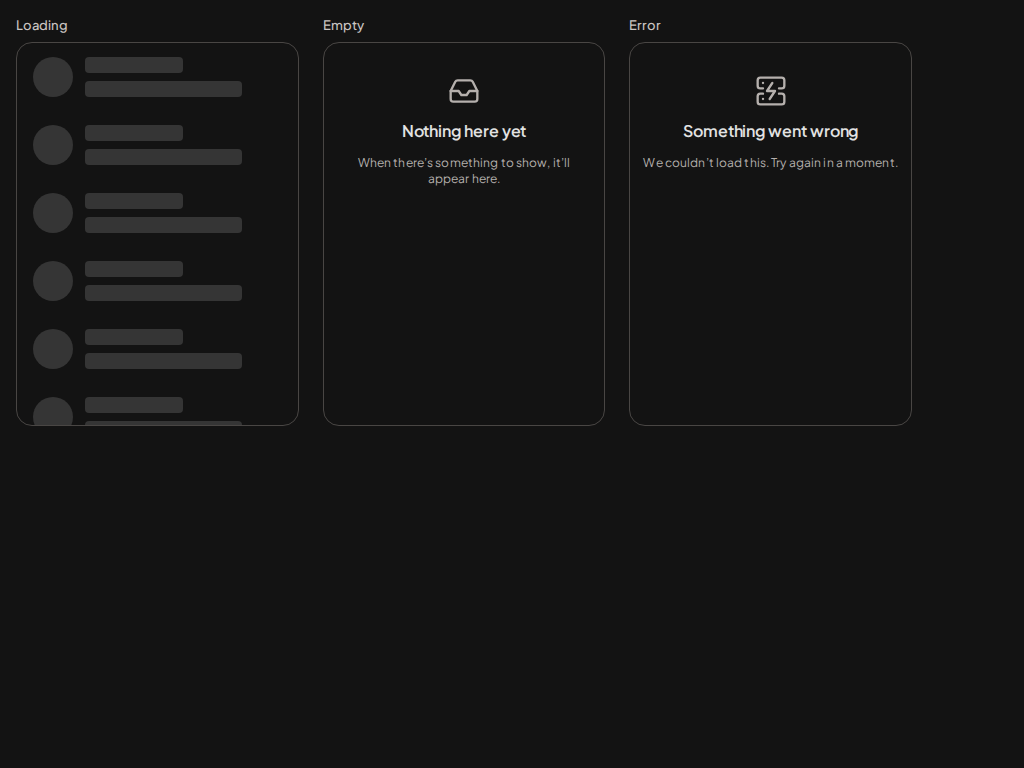 Loading
Empty
Error
Nothing here yet
When there's something to show, it'll
appear here.
Something went wrong
We couldn't load this. Try again in a moment.